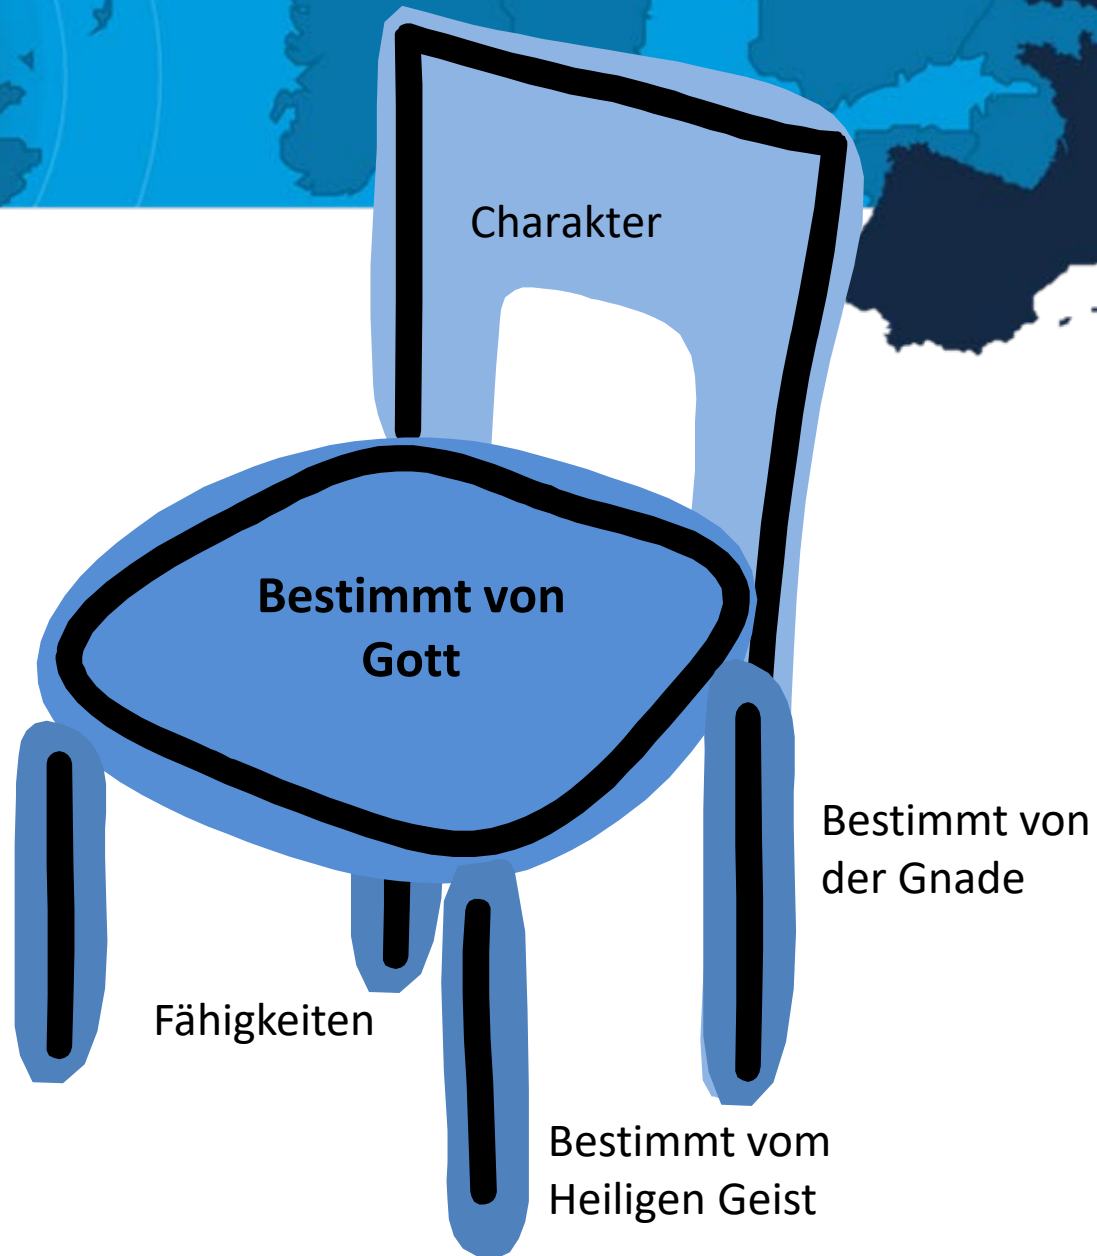 Charakter
Bestimmt von
Gott
Bestimmt von
der Gnade
Fähigkeiten
Bestimmt vom
Heiligen Geist